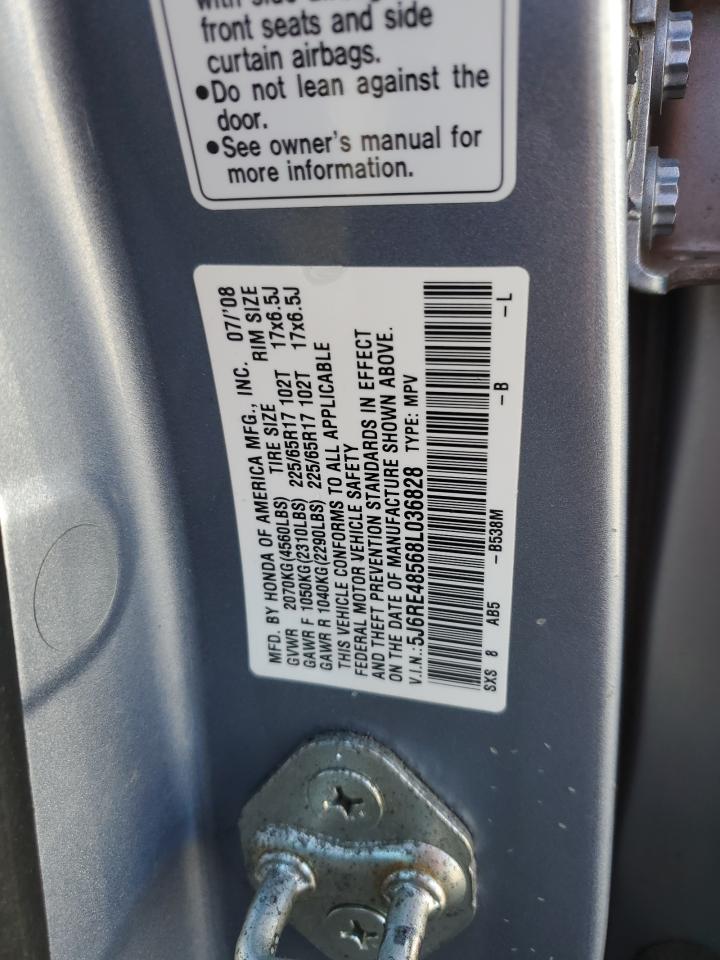 with side
front seats and side
curtain airbags.
•Do not lean against the
door.
•See owner's manual for
more information.
MFD. BY HONDA OF AMERICA MFG., INC. 07/'08
TIRE SIZE RIM SIZE
GVWR 2070KG(4560LBS)
GAWR F 1050KG(2310LBS) 225/65R17 102T 17x6.5J
GAWR R 1040KG(2290LBS) 225/65R17 102T 17x6.5J
THIS VEHICLE CONFORMS TO ALL APPLICABLE
FEDERAL MOTOR VEHICLE SAFETY
AND THEFT PREVENTION STANDARDS IN EFFECT
ON THE DATE OF MANUFACTURE SHOWN ABOVE.
V.I.N.:5J6RE48568L036828 TYPE: MPV
SXS 8 AB5 -B538M -B -L